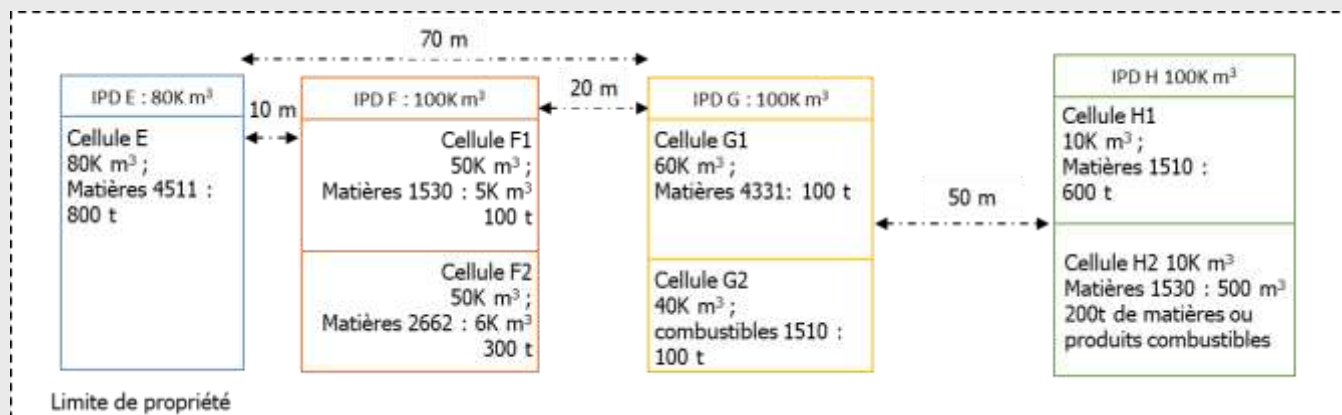 70 m
IPD E : 80K m³
10 m
IPD F : 100K m³
20 m
IPD G : 100K m³
IPD H 100K m³
Cellule E
80K m³ ;
Matières 4511 :
800 t
Cellule F1
50K m³ ;
Matières 1530 : 5K m³
100 t
Cellule F2
50K m³ ;
Matières 2662 : 6K m³
300 t
Cellule G1
60K m³ ;
Matières 4331: 100 t
Cellule G2
40K m³ ;
combustibles 1510 :
100 t
50 m
Cellule H1
10K m³ ;
Matières 1510 :
600 t
Cellule H2 10K m³
Matières 1530 : 500 m³
200t de matières ou
produits combustibles
Limite de propriété